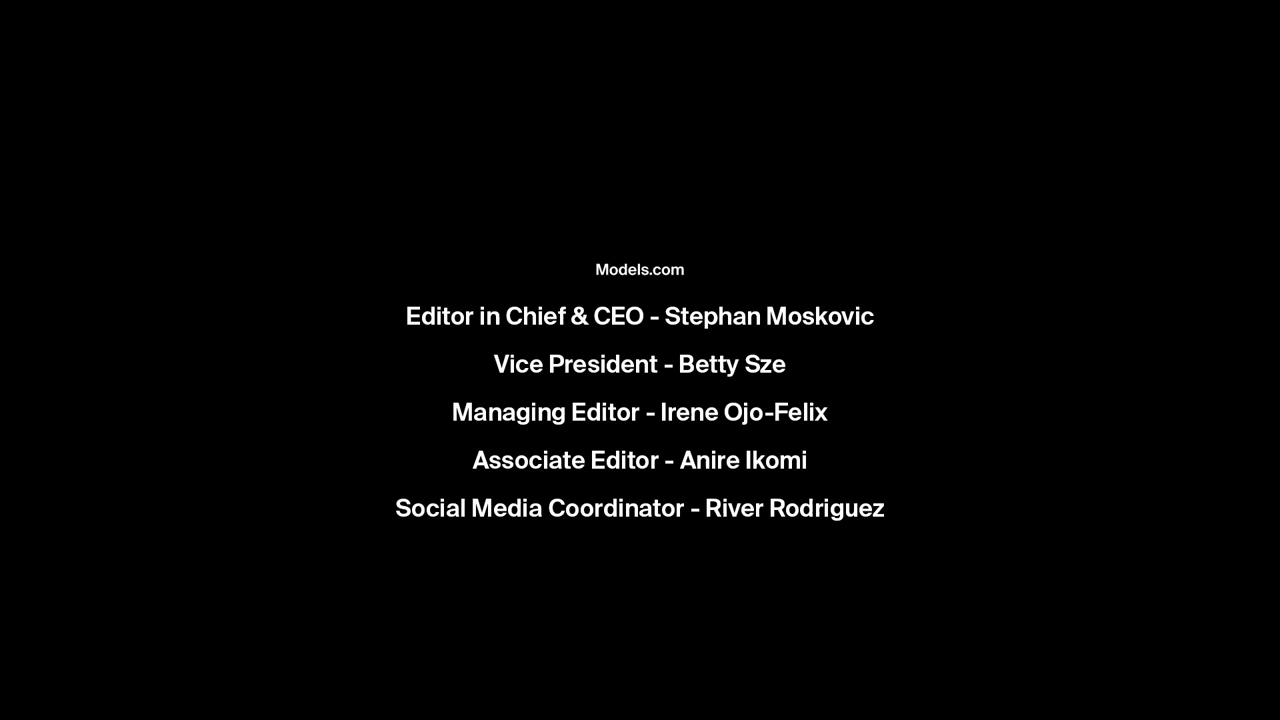 Models.com
Editor in Chief & CEO - Stephan Moskovic
Vice President - Betty Sze
Managing Editor - Irene Ojo-Felix
Associate Editor - Anire Ikomi
Social Media Coordinator - River Rodriguez